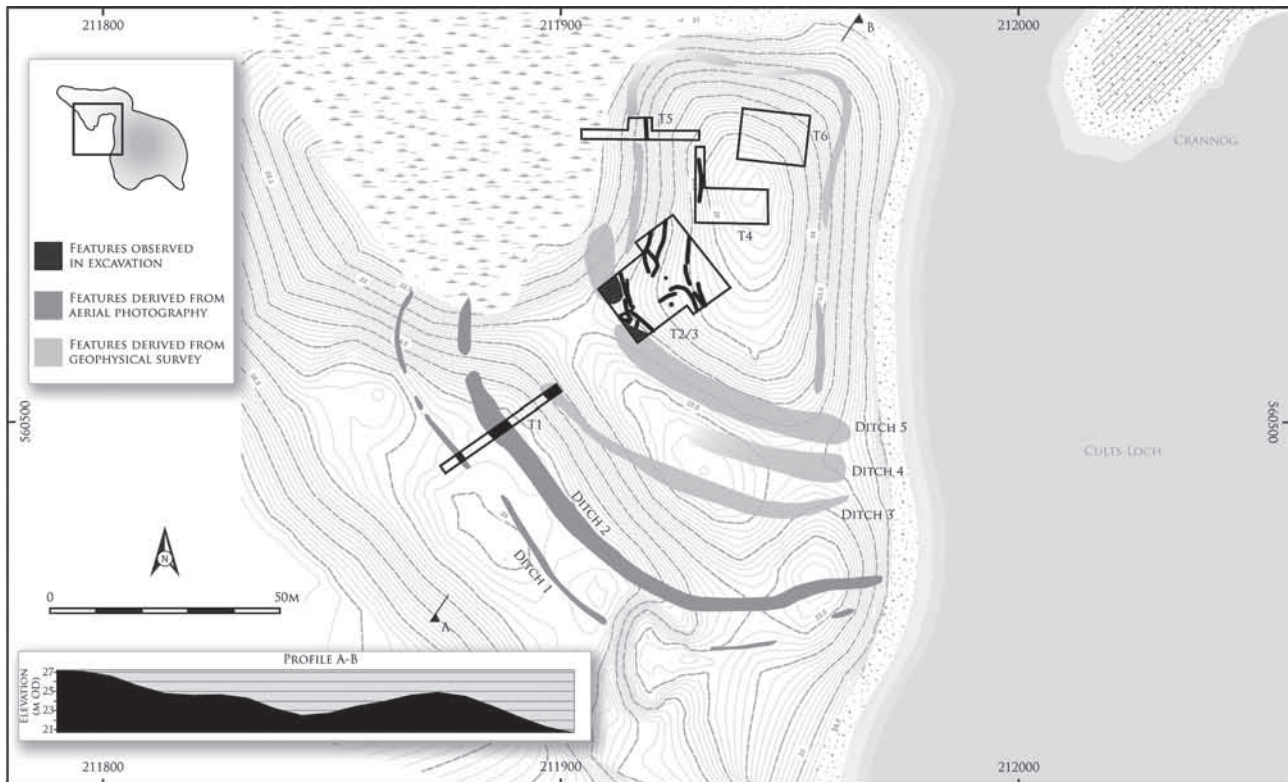 211800
211900
212000
B
Crannog
T5
T6
T4
T2/3
Features observed
in excavation
Features derived from
aerial photography
Features derived from
geophysical survey
560500
560500
T1
Ditch 5
Ditch 4
Ditch 3
Ditch 2
Ditch 1
Cults Loch
N
0
50m
A
Profile A-B
Elevation
(m OD)
27
25
23
21
211800
211900
212000